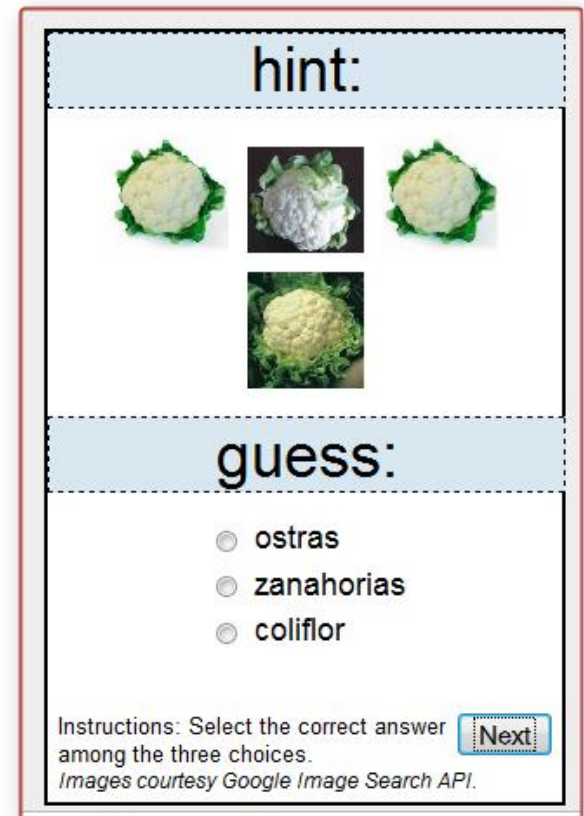 hint:
guess:
ostras
zanahorias
coliflor
Instructions: Select the correct answer
among the three choices.
Images courtesy Google Image Search API.
Next